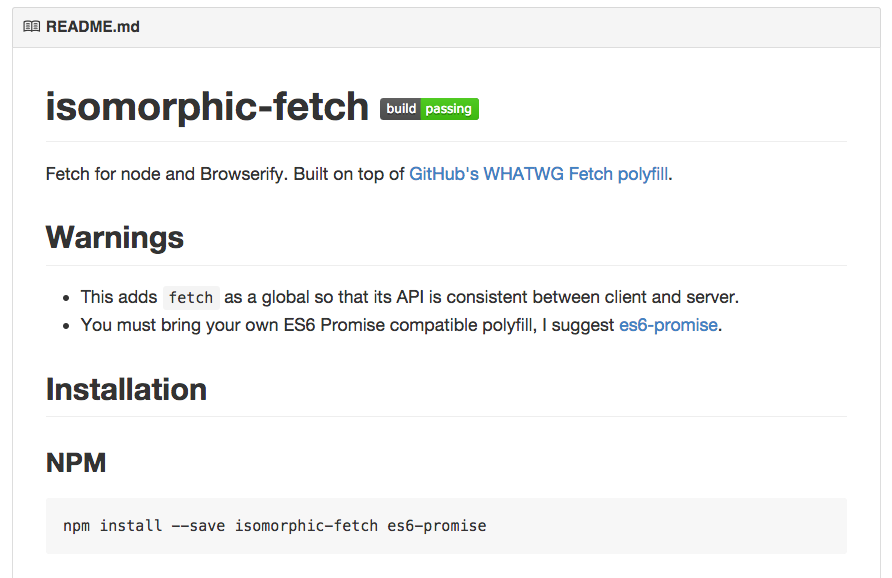 README.md
isomorphic-fetch build passing
Fetch for node and Browserify. Built on top of GitHub's WHATWG Fetch polyfill.
Warnings
• This adds fetch as a global so that its API is consistent between client and server.
• You must bring your own ES6 Promise compatible polyfill, I suggest es6-promise.
Installation
NPM
npm install --save isomorphic-fetch es6-promise